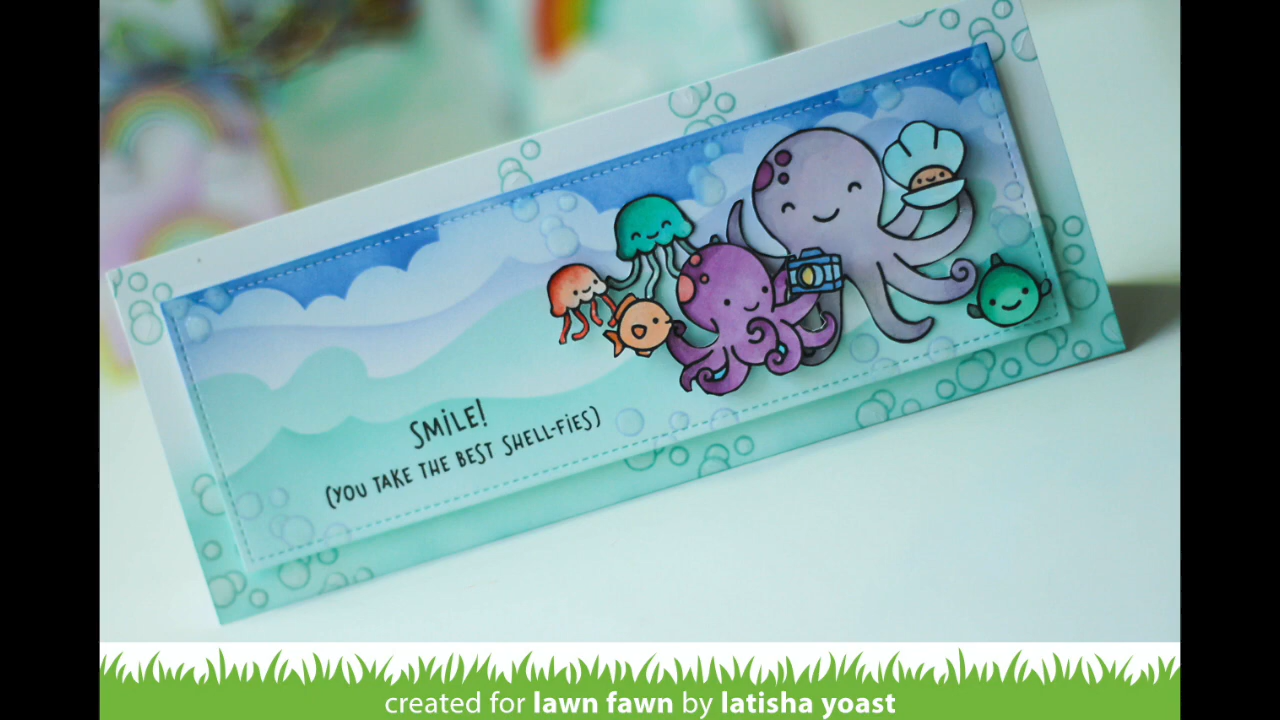 SMiLE!
(YOU TAKE THE BEST SHELL-FiES)
created for lawn fawn by latisha yoast